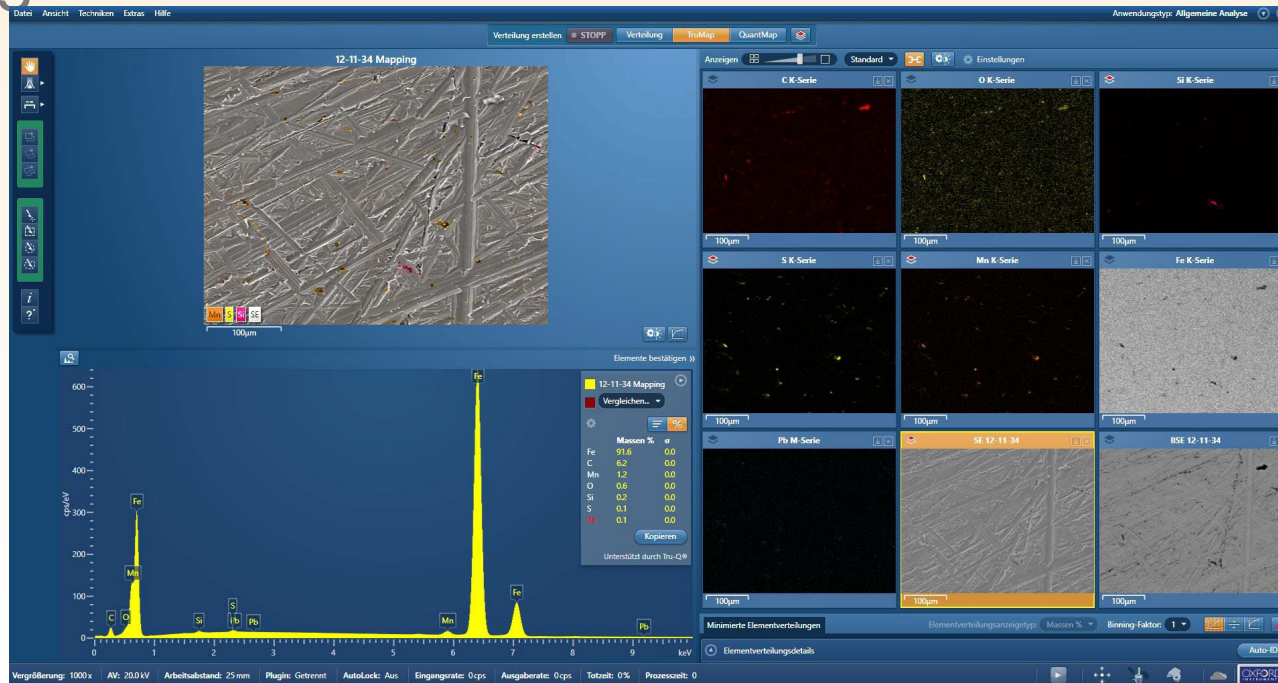 Datei Ansicht Techniken Extras Hilfe
Anwendungstyp: Allgemeine Analyse
Verteilung erstellen STOPP Verteilung TruMap QuantMap
12-11-34 Mapping
Mn S Si SE
100µm
Anzeigen Standard Einstellungen
C K-Serie
100µm
O K-Serie
100µm
Si K-Serie
100µm
S K-Serie
100µm
Mn K-Serie
100µm
Fe K-Serie
100µm
Pb M-Serie
100µm
SE 12-11-34
100µm
BSE 12-11-34
100µm
Elemente bestätigen »
12-11-34 Mapping
Vergleichen...
%
Massen % σ
Fe 91.6 0.0
C 6.2 0.0
Mn 1.2 0.0
O 0.6 0.0
Si 0.2 0.0
S 0.1 0.0
Pb 0.1 0.0
Kopieren
Unterstützt durch Tru-Q®
cps/eV
600
500
400
300
200
100
0
Fe
Fe
Mn
C O Si S Pb Pb Mn Fe Pb
0 1 2 3 4 5 6 7 8 9 keV
i
?
Minimierte Elementverteilungen
Elementverteilungsanzeigetyp: Massen % Binning-Faktor: 1
Elementverteilungsdetails
Auto-ID
Vergrößerung: 1000 x AV: 20.0 kV Arbeitsabstand: 25 mm Plugin: Getrennt AutoLock: Aus Eingangsrate: 0 cps Ausgaberate: 0 cps Totzeit: 0% Prozesszeit: 0
OXFORD
INSTRUMENTS